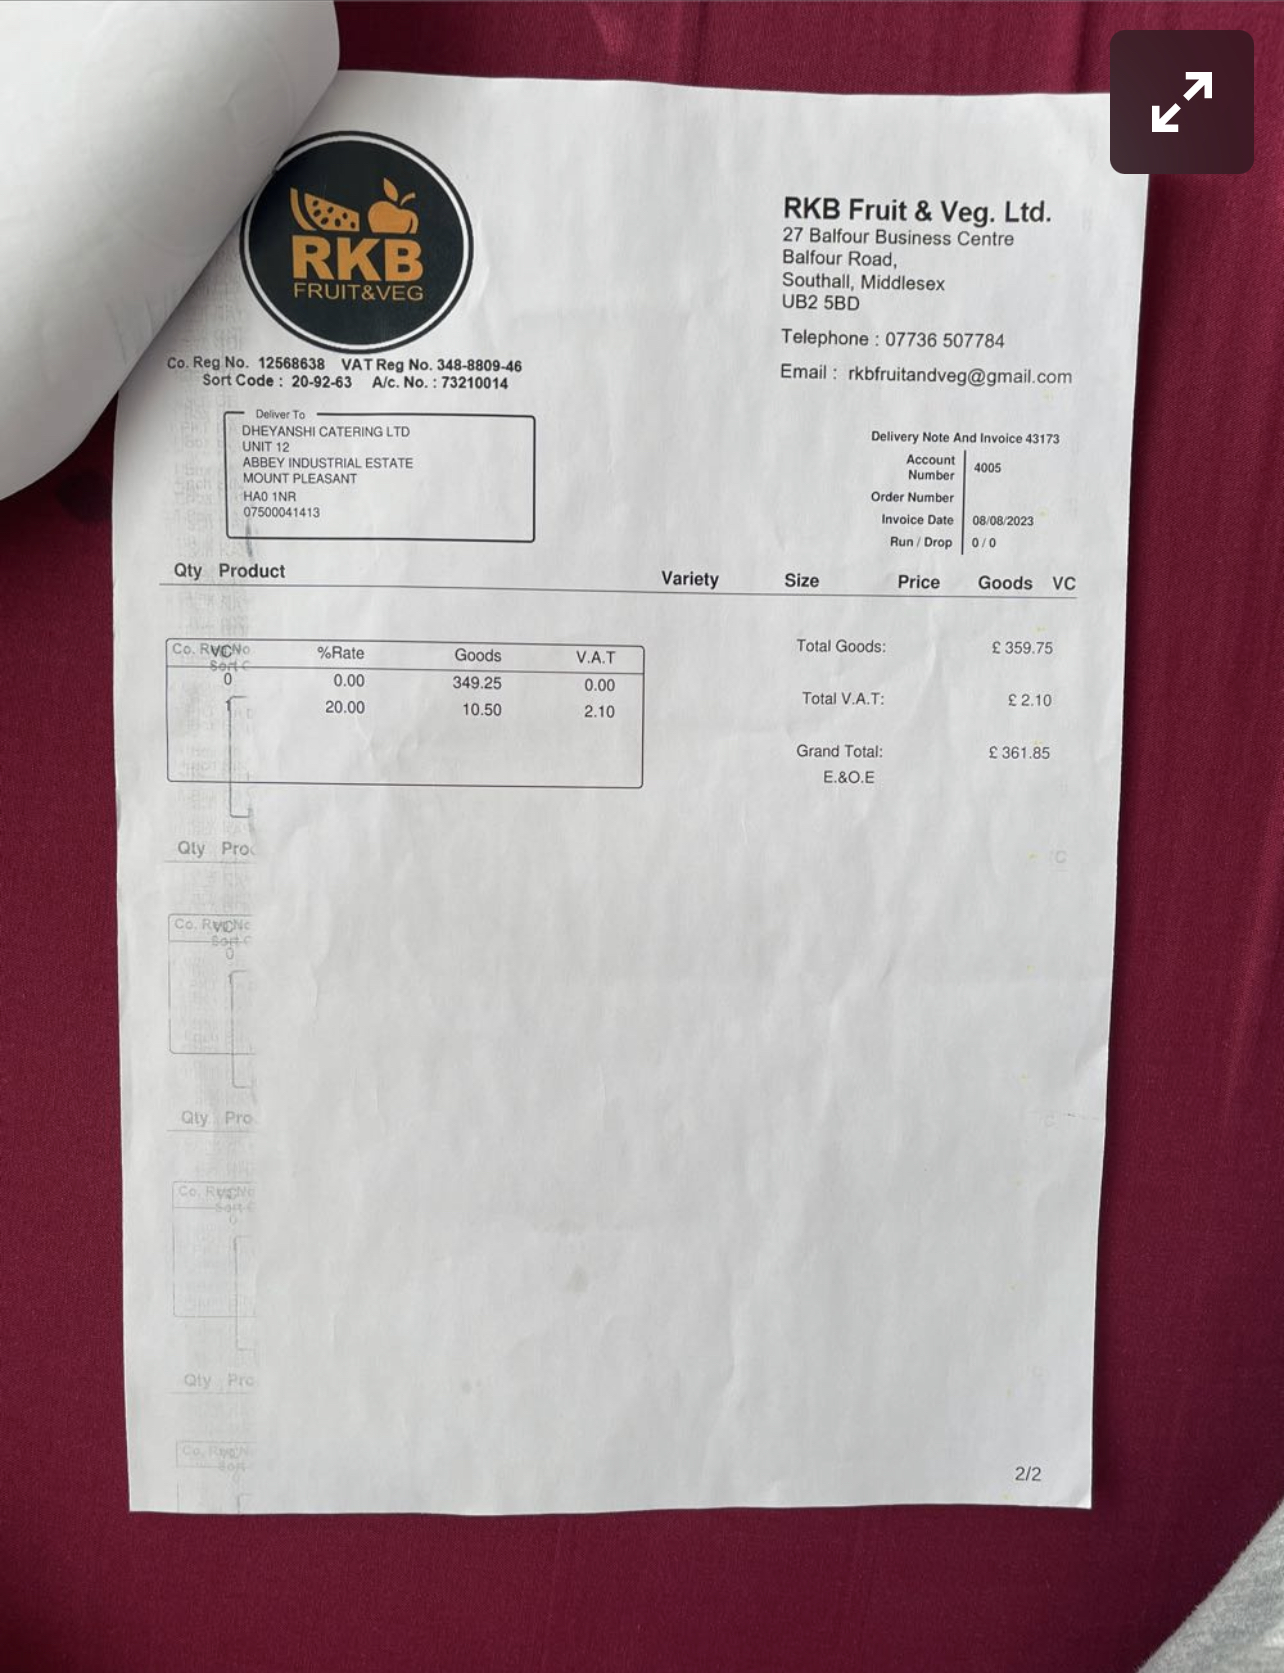 RKB
FRUIT&VEG
Co. Reg No. 12568638 VAT Reg No. 348-8809-46
Sort Code : 20-92-63 A/c. No. : 73210014
RKB Fruit & Veg. Ltd.
27 Balfour Business Centre
Balfour Road,
Southall, Middlesex
UB2 5BD
Telephone : 07736 507784
Email : rkbfruitandveg@gmail.com
Deliver To
DHEYANSHI CATERING LTD
UNIT 12
ABBEY INDUSTRIAL ESTATE
MOUNT PLEASANT
HA0 1NR
07500041413
Delivery Note And Invoice 43173
Account Number 4005
Order Number
Invoice Date 08/08/2023
Run / Drop 0 / 0
Qty Product Variety Size Price Goods VC
VC %Rate Goods V.A.T
0 0.00 349.25 0.00
1 20.00 10.50 2.10
Total Goods: £ 359.75
Total V.A.T: £ 2.10
Grand Total: £ 361.85
E.&O.E
Qty Pro
Qty Pro
Qty Pro
2/2